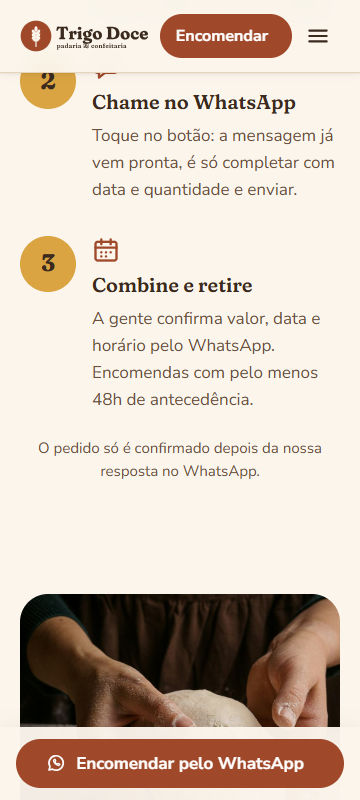 Trigo Doce
padaria & confeitaria
Encomendar
2
Chame no WhatsApp
Toque no botão: a mensagem já
vem pronta, é só completar com
data e quantidade e enviar.
3
Combine e retire
A gente confirma valor, data e
horário pelo WhatsApp.
Encomendas com pelo menos
48h de antecedência.
O pedido só é confirmado depois da nossa
resposta no WhatsApp.
Encomendar pelo WhatsApp